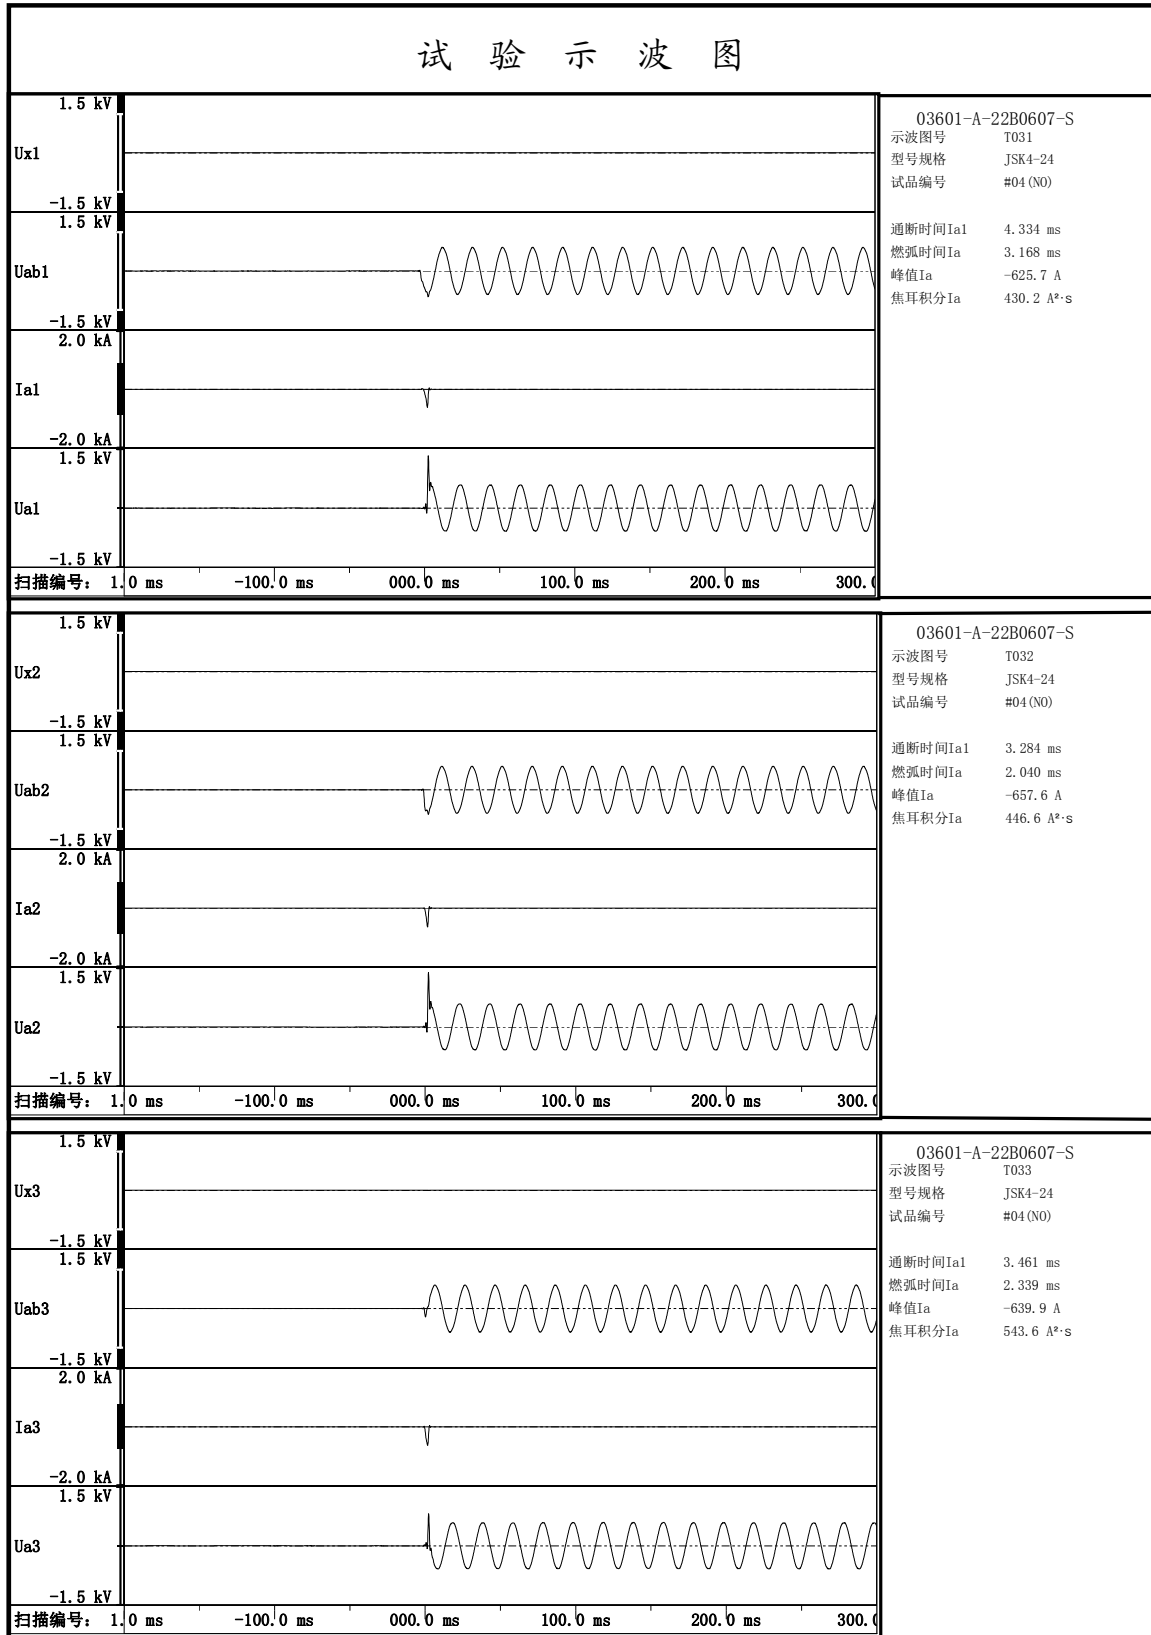 试 验 示 波 图
1.5 kV
Ux1
-1.5 kV
1.5 kV
Uab1
-1.5 kV
2.0 kA
Ia1
-2.0 kA
1.5 kV
Ua1
-1.5 kV
扫描编号: 1.0 ms -100.0 ms 000.0 ms 100.0 ms 200.0 ms 300.0
03601-A-22B0607-S
示波图号 T031
型号规格 JSK4-24
试品编号 #04(NO)
通断时间Ia1 4.334 ms
燃弧时间Ia 3.168 ms
峰值Ia -625.7 A
焦耳积分Ia 430.2 A²·s
1.5 kV
Ux2
-1.5 kV
1.5 kV
Uab2
-1.5 kV
2.0 kA
Ia2
-2.0 kA
1.5 kV
Ua2
-1.5 kV
扫描编号: 1.0 ms -100.0 ms 000.0 ms 100.0 ms 200.0 ms 300.0
03601-A-22B0607-S
示波图号 T032
型号规格 JSK4-24
试品编号 #04(NO)
通断时间Ia1 3.284 ms
燃弧时间Ia 2.040 ms
峰值Ia -657.6 A
焦耳积分Ia 446.6 A²·s
1.5 kV
Ux3
-1.5 kV
1.5 kV
Uab3
-1.5 kV
2.0 kA
Ia3
-2.0 kA
1.5 kV
Ua3
-1.5 kV
扫描编号: 1.0 ms -100.0 ms 000.0 ms 100.0 ms 200.0 ms 300.0
03601-A-22B0607-S
示波图号 T033
型号规格 JSK4-24
试品编号 #04(NO)
通断时间Ia1 3.461 ms
燃弧时间Ia 2.339 ms
峰值Ia -639.9 A
焦耳积分Ia 543.6 A²·s